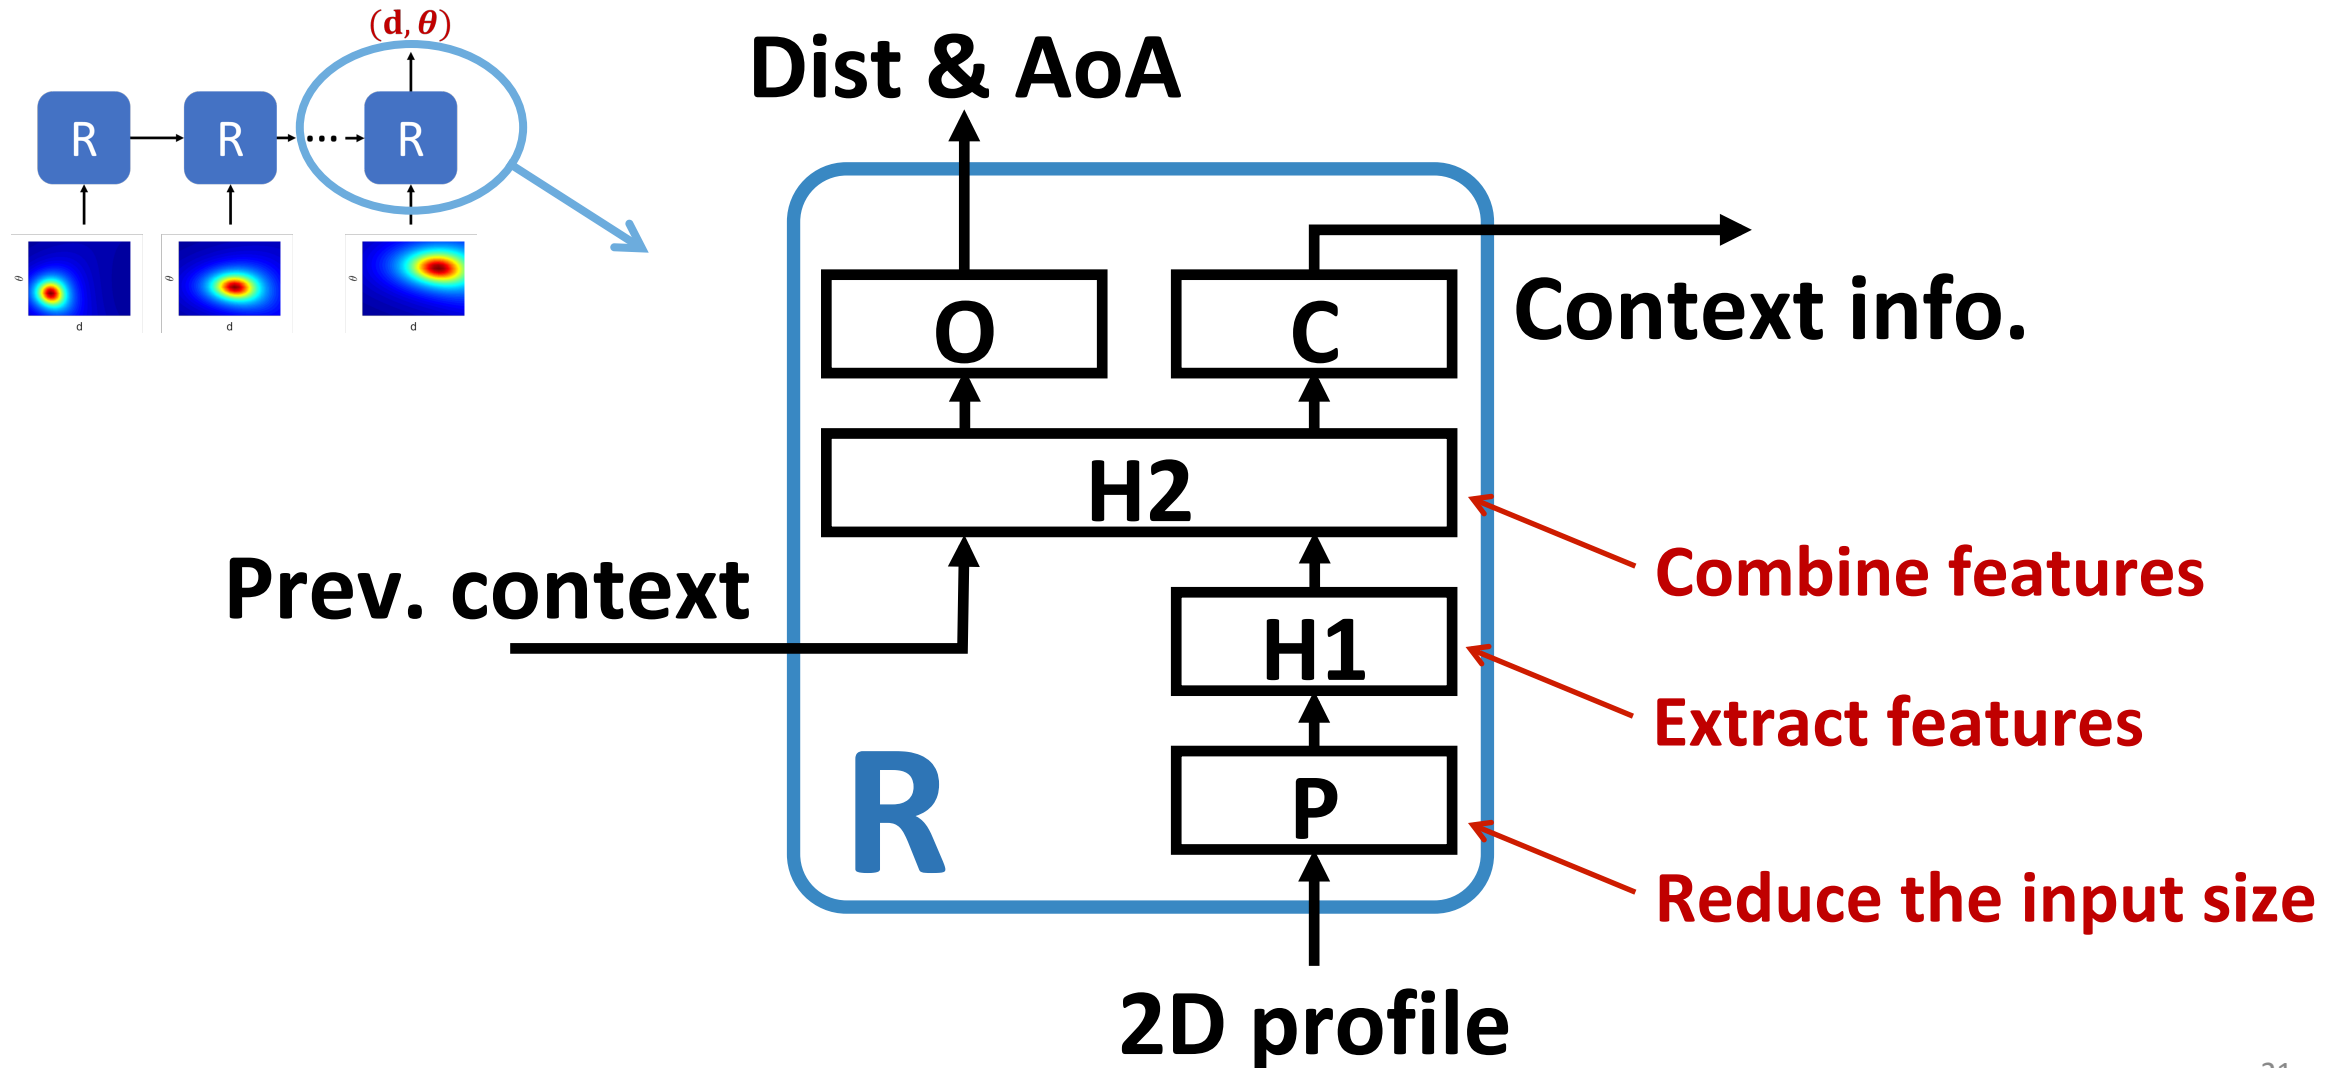 (d, θ)
R
R
....
R
θ
d
θ
d
θ
d
Dist & AoA
O
C
Context info.
H2
Combine features
Prev. context
H1
Extract features
R
P
Reduce the input size
2D profile